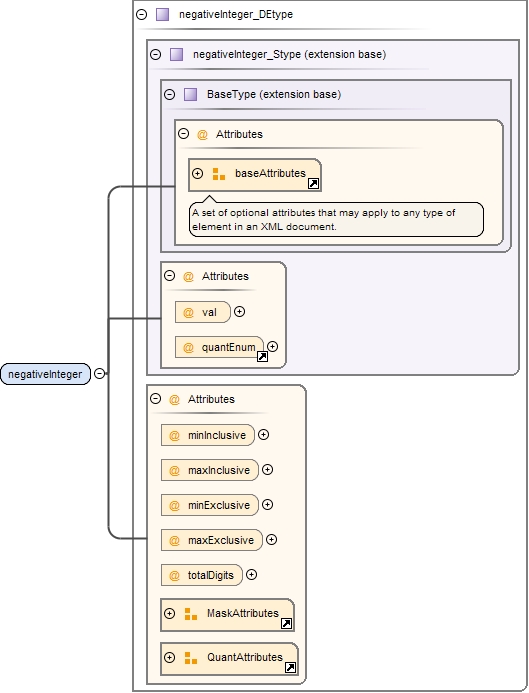 negativeInteger_DEtype
negativeInteger_Stype (extension base)
BaseType (extension base)
@ Attributes
baseAttributes
A set of optional attributes that may apply to any type of
element in an XML document.
@ Attributes
@ val
@ quantEnum
negativeInteger
@ Attributes
@ minInclusive
@ maxInclusive
@ minExclusive
@ maxExclusive
@ totalDigits
MaskAttributes
QuantAttributes